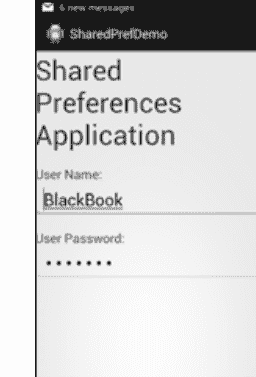 6 new messages
SharedPrefDemo
Shared
Preferences
Application
User Name:
BlackBook
User Password:
•••••••